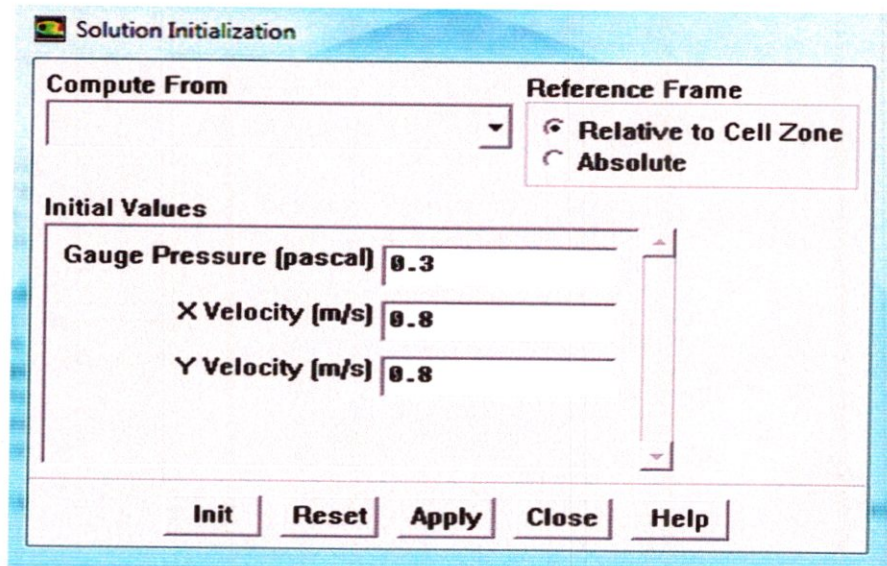 Solution Initialization
Compute From
Reference Frame
Relative to Cell Zone
Absolute
Initial Values
Gauge Pressure (pascal) 0.3
X Velocity (m/s) 0.8
Y Velocity (m/s) 0.8
Init Reset Apply Close Help